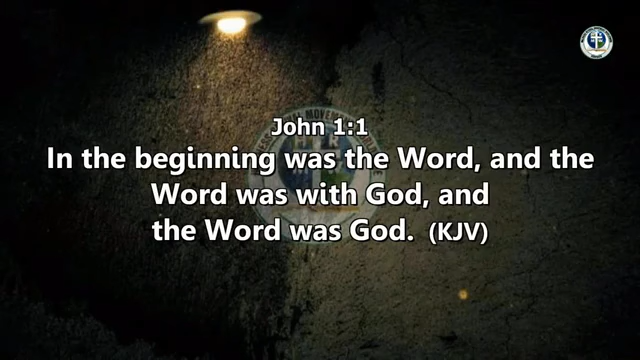 John 1:1
In the beginning was the Word, and the
Word was with God, and
the Word was God. (KJV)